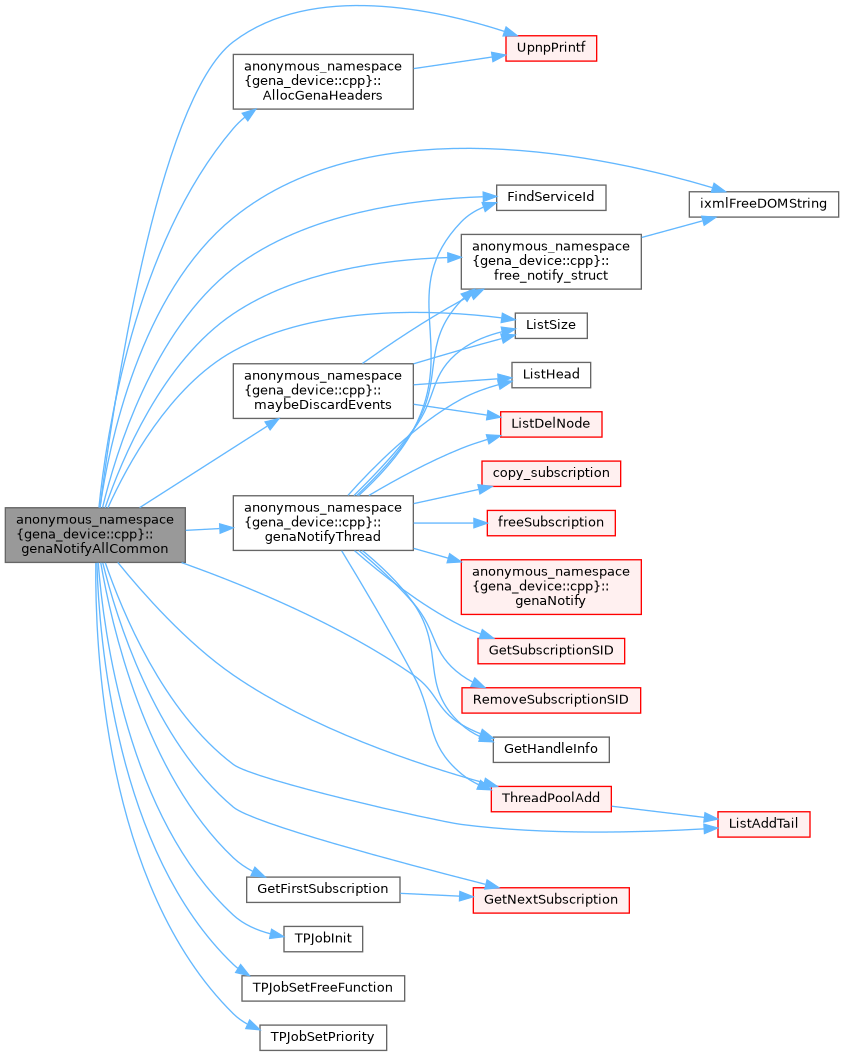 UpnpPrintf
anonymous_namespace
{gena_device::cpp}::
AllocGenaHeaders
FindServiceId
ixmlFreeDOMString
anonymous_namespace
{gena_device::cpp}::
free_notify_struct
ListSize
anonymous_namespace
{gena_device::cpp}::
maybeDiscardEvents
ListHead
ListDelNode
copy_subscription
anonymous_namespace
{gena_device::cpp}::
genaNotifyAllCommon
anonymous_namespace
{gena_device::cpp}::
genaNotifyThread
freeSubscription
anonymous_namespace
{gena_device::cpp}::
genaNotify
GetSubscriptionSID
RemoveSubscriptionSID
GetHandleInfo
ThreadPoolAdd
ListAddTail
GetFirstSubscription
GetNextSubscription
TPJobInit
TPJobSetFreeFunction
TPJobSetPriority